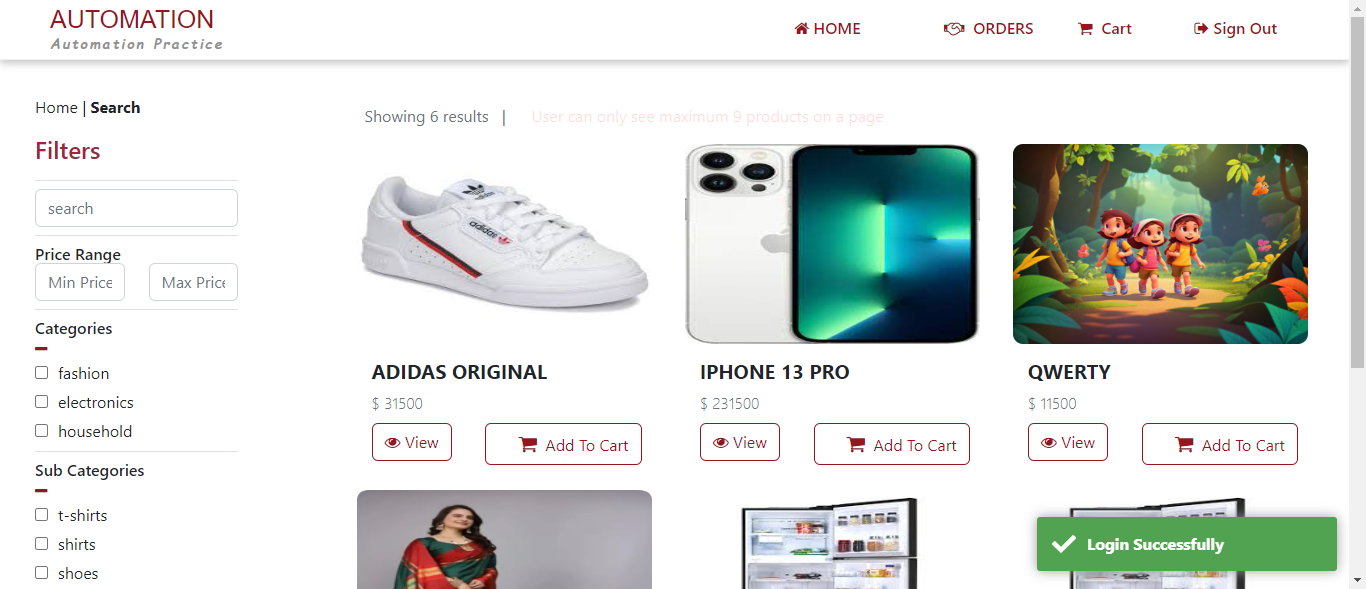 AUTOMATION
Automation Practice
HOME
ORDERS
Cart
Sign Out
Home | Search
Filters
search
Price Range
Min Price
Max Price
Categories
fashion
electronics
household
Sub Categories
t-shirts
shirts
shoes
Showing 6 results |
User can only see maximum 9 products on a page
adidas
adidas
ADIDAS ORIGINAL
$ 31500
View
Add To Cart
IPHONE 13 PRO
$ 231500
View
Add To Cart
QWERTY
$ 11500
View
Add To Cart
Login Successfully